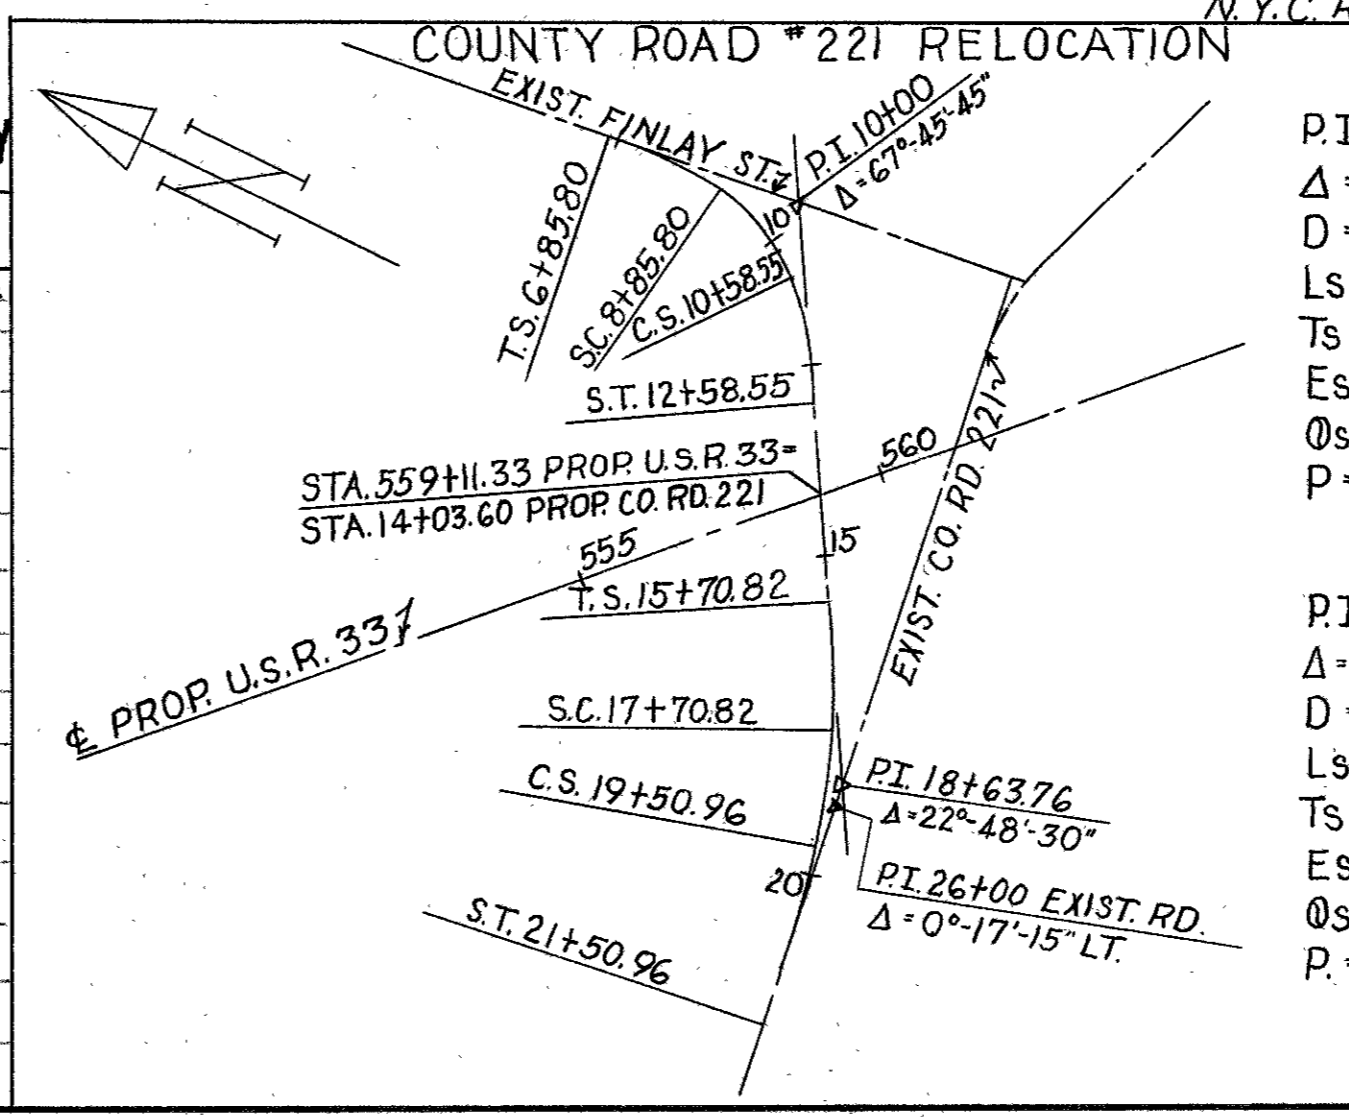 N. Y. C. R
COUNTY ROAD #221 RELOCATION
EXIST. FINLAY ST.
P.I. 10+00
Δ=67°-45'-45"
10
T.S. 6+85.80
S.C. 8+85.80
C.S. 10+58.55
S.T. 12+58.55
STA. 559+11.33 PROP. U.S.R. 33=
STA. 14+03.60 PROP. CO. RD. 221
560
555
15
T.S. 15+70.82
EXIST. CO. RD. 221
℄ PROP. U.S.R. 33
S.C. 17+70.82
C.S. 19+50.96
P.I. 18+63.76
Δ=22°-48'-30"
20
P.I. 26+00 EXIST. RD.
Δ=0°-17'-15" LT.
S.T. 21+50.96
P.I
Δ =
D =
Ls
Ts
Es
Θs
P =
P.I
Δ =
D =
Ls
Ts
Es
Θs
P. =